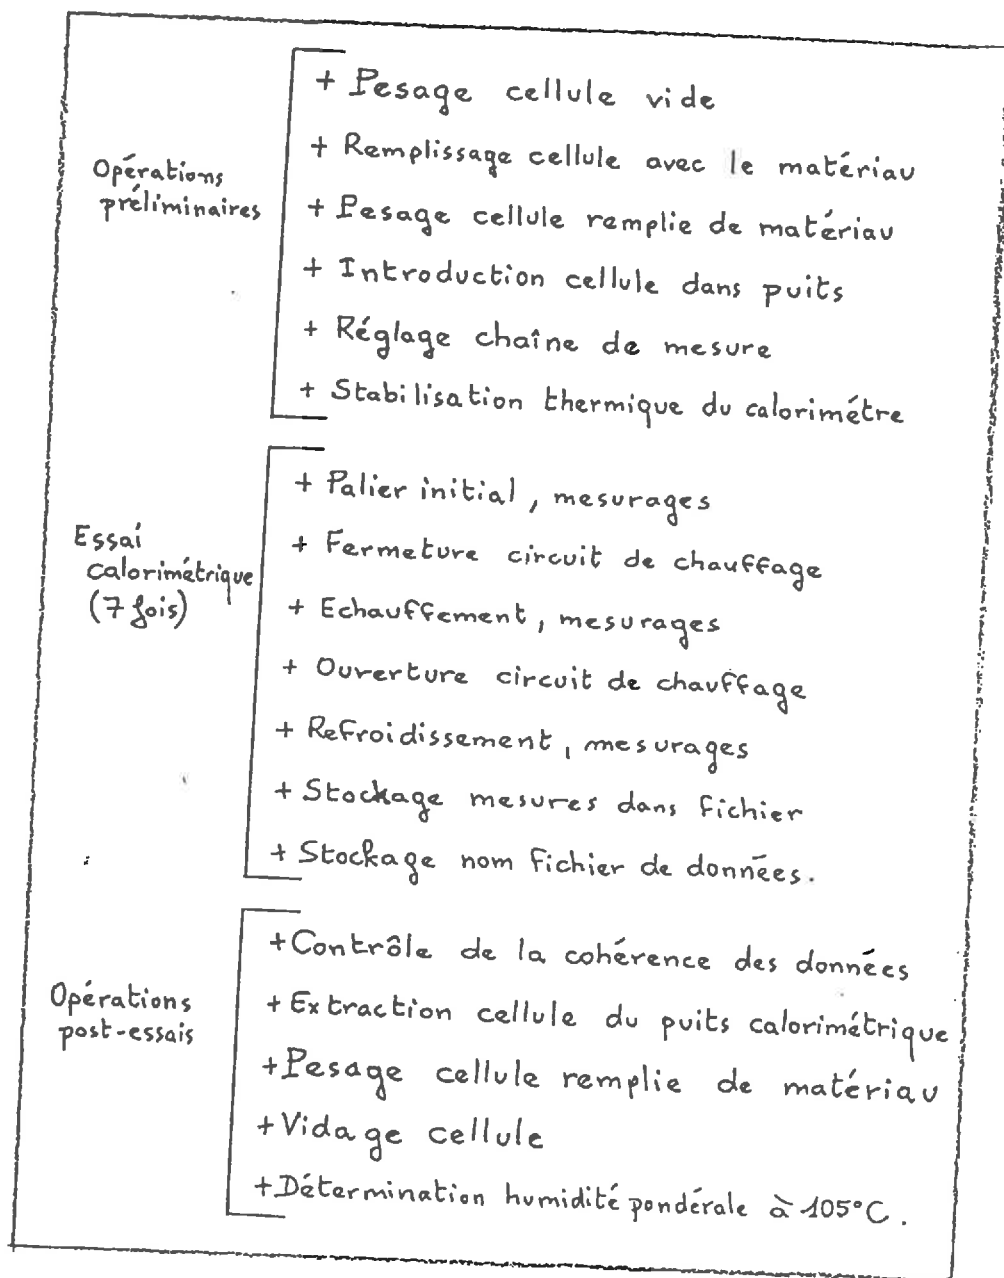 Opérations
préliminaires
+ Pesage cellule vide
+ Remplissage cellule avec le matériau
+ Pesage cellule remplie de matériau
+ Introduction cellule dans puits
+ Réglage chaîne de mesure
+ Stabilisation thermique du calorimétre
Essai
calorimétrique
(7 fois)
+ Palier initial, mesurages
+ Fermeture circuit de chauffage
+ Echauffement, mesurages
+ Ouverture circuit de chauffage
+ Refroidissement, mesurages
+ Stockage mesures dans fichier
+ Stockage nom fichier de données.
Opérations
post-essais
+ Contrôle de la cohérence des données
+ Extraction cellule du puits calorimétrique
+ Pesage cellule remplie de matériau
+ Vidage cellule
+ Détermination humidité pondérale à 105°C.